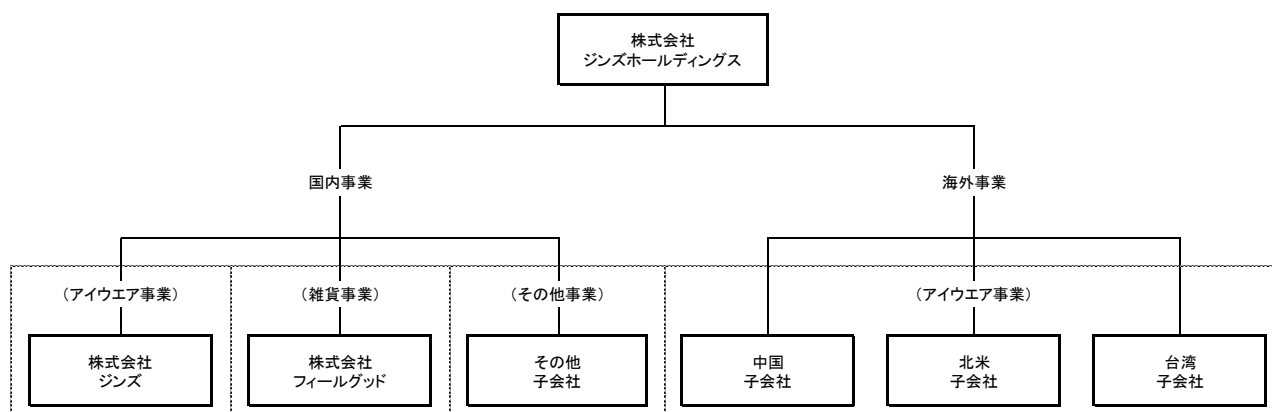 株式会社
ジンズホールディングス
国内事業
海外事業
（アイウエア事業）
（雑貨事業）
（その他事業）
（アイウエア事業）
株式会社
ジンズ
株式会社
フィールグッド
その他
子会社
中国
子会社
北米
子会社
台湾
子会社